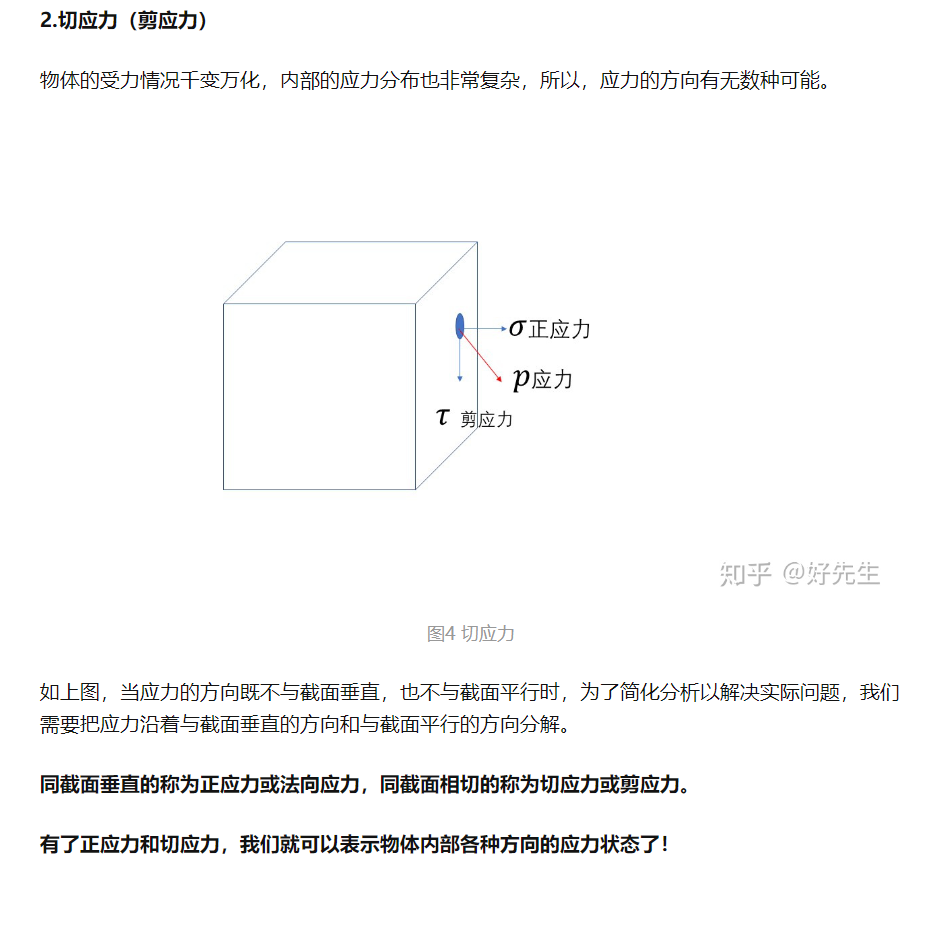 2.切应力（剪应力）
物体的受力情况千变万化，内部的应力分布也非常复杂，所以，应力的方向有无数种可能。
σ正应力
p应力
τ 剪应力
知乎 @好先生
图4 切应力
如上图，当应力的方向既不与截面垂直，也不与截面平行时，为了简化分析以解决实际问题，我们
需要把应力沿着与截面垂直的方向和与截面平行的方向分解。
同截面垂直的称为正应力或法向应力，同截面相切的称为切应力或剪应力。
有了正应力和切应力，我们就可以表示物体内部各种方向的应力状态了！